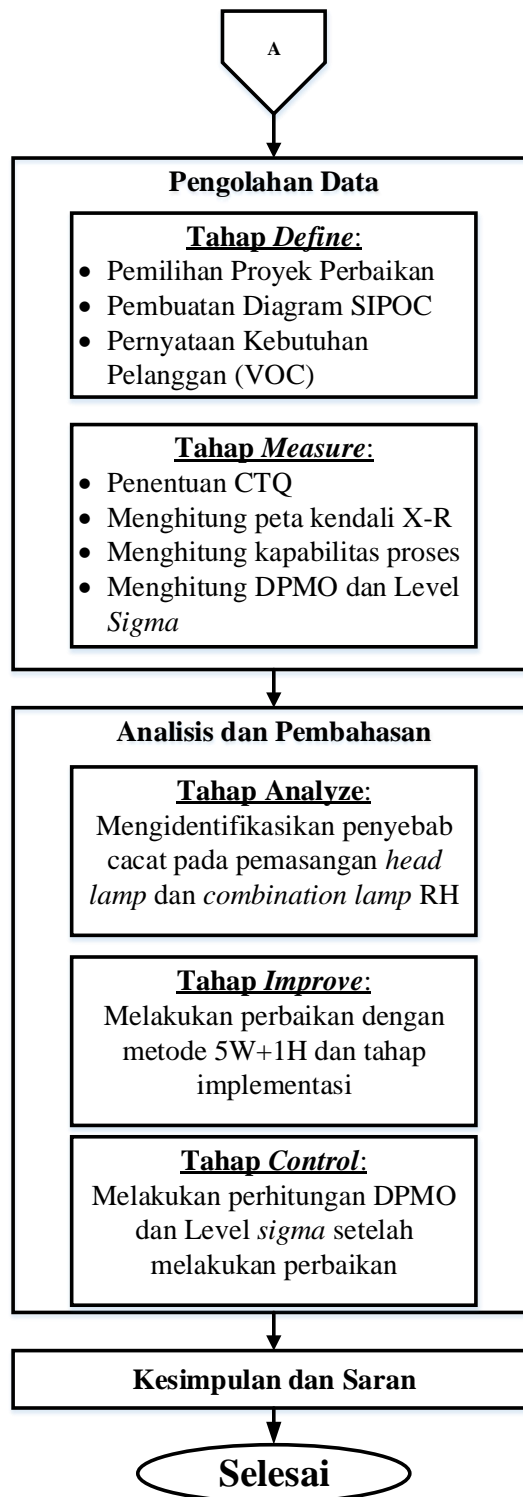 A
Pengolahan Data
Tahap Define:
• Pemilihan Proyek Perbaikan
• Pembuatan Diagram SIPOC
• Pernyataan Kebutuhan
Pelanggan (VOC)
Tahap Measure:
• Penentuan CTQ
• Menghitung peta kendali X-R
• Menghitung kapabilitas proses
• Menghitung DPMO dan Level
Sigma
Analisis dan Pembahasan
Tahap Analyze:
Mengidentifikasikan penyebab
cacat pada pemasangan head
lamp dan combination lamp RH
Tahap Improve:
Melakukan perbaikan dengan
metode 5W+1H dan tahap
implementasi
Tahap Control:
Melakukan perhitungan DPMO
dan Level sigma setelah
melakukan perbaikan
Kesimpulan dan Saran
Selesai